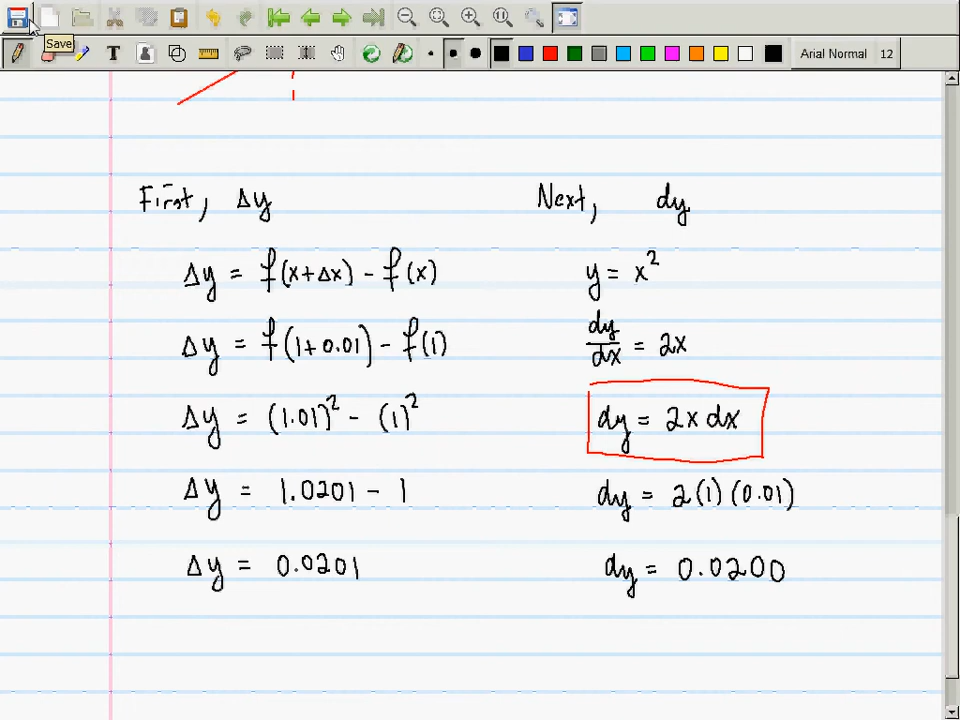 Save
T
Arial Normal 12
First, Δy
Δy = f(x+Δx) - f(x)
Δy = f(1+0.01) - f(1)
Δy = (1.01)² - (1)²
Δy = 1.0201 - 1
Δy = 0.0201
Next, dy
y = x²
dy/dx = 2x
dy = 2x dx
dy = 2(1)(0.01)
dy = 0.0200